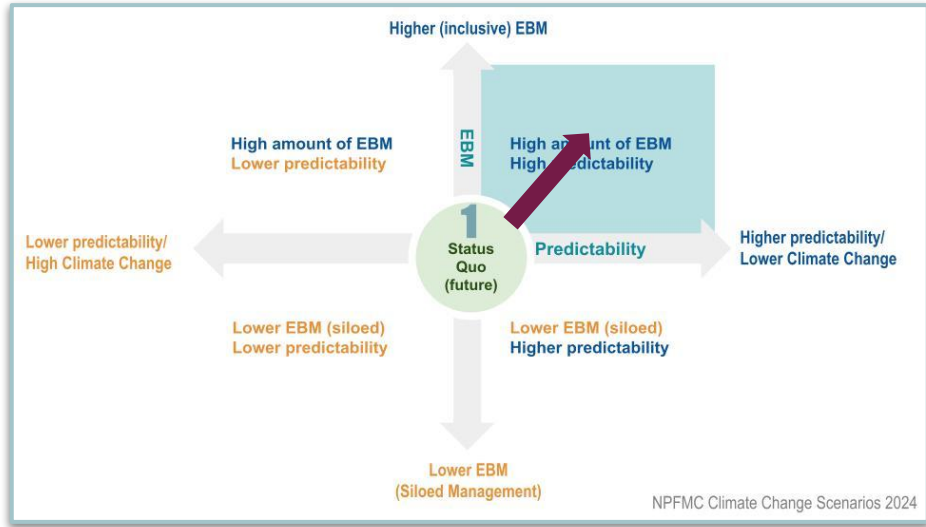 Higher (inclusive) EBM
High amount of EBM
Lower predictability
EBM
High amount of EBM
High predictability
Lower predictability/
High Climate Change
1
Status
Quo
(future)
Predictability
Higher predictability/
Lower Climate Change
Lower EBM (siloed)
Lower predictability
Lower EBM (siloed)
Higher predictability
Lower EBM
(Siloed Management)
NPFMC Climate Change Scenarios 2024